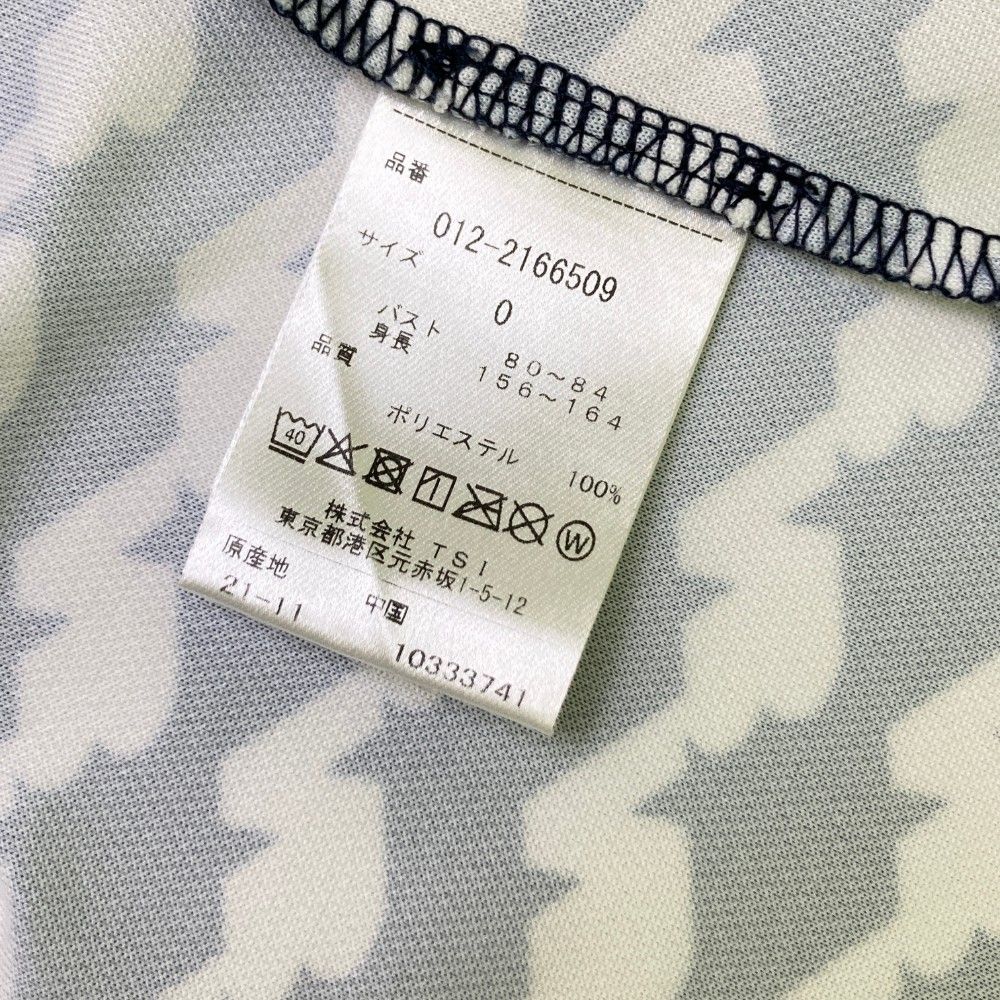 品番
012-2166509
サイズ
0
バスト 80～84
身長 156～164
品質
ポリエステル 100%
40
W
株式会社 TSI
東京都港区元赤坂1-5-12
原産地 中国
21-11 10333741